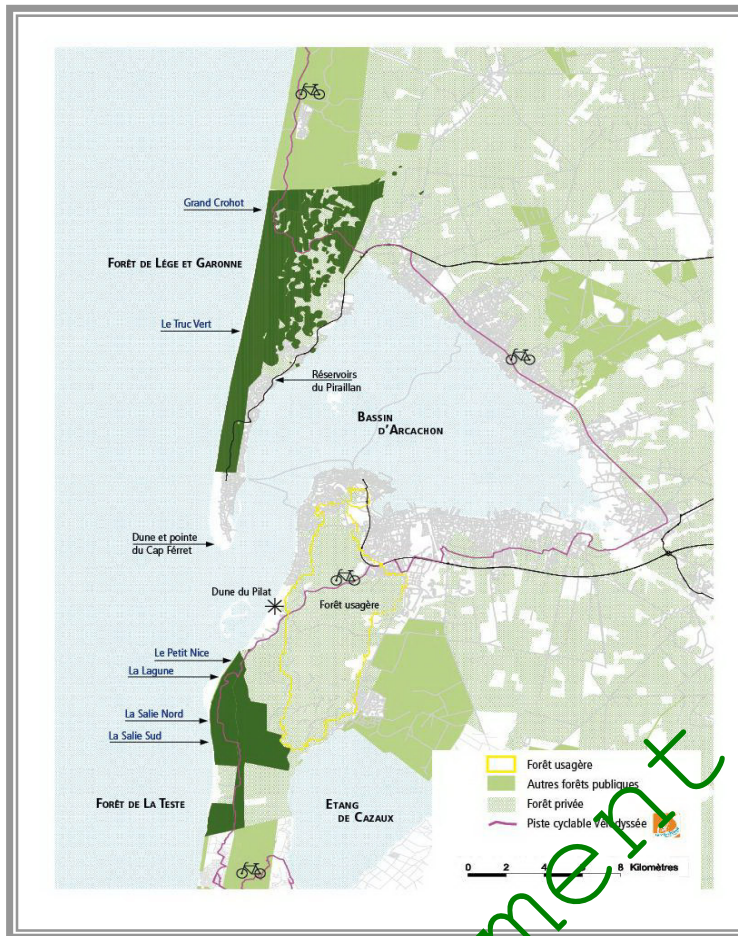 Grand Crohot
Forêt de Lége et Garonne
Le Truc Vert
Réservoirs
du Piraillan
Bassin
d'Arcachon
Dune et pointe
du Cap Férret
Dune du Pilat
Forêt usagère
Le Petit Nice
La Lagune
La Salie Nord
La Salie Sud
Forêt de La Teste
Etang
de Cazaux
Forêt usagère
Autres forêts publiques
Forêt privée
Piste cyclable Vélodyssée
0 2 4 6 8 Kilomètres
ment